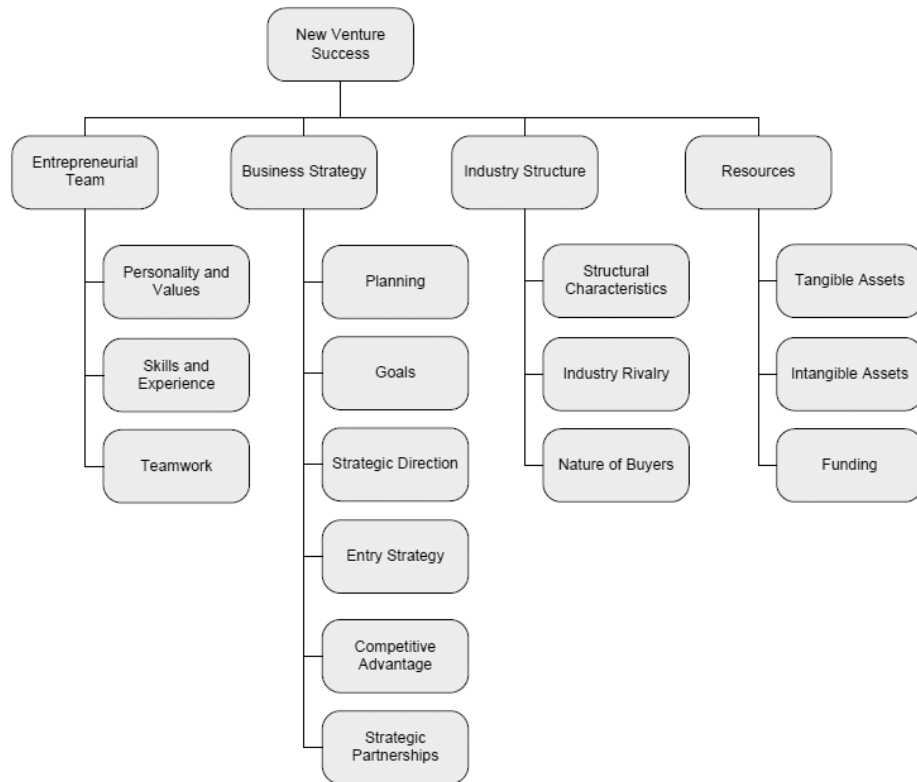 New Venture
Success
Entrepreneurial
Team
Business Strategy
Industry Structure
Resources
Personality and
Values
Skills and
Experience
Teamwork
Planning
Goals
Strategic Direction
Entry Strategy
Competitive
Advantage
Strategic
Partnerships
Structural
Characteristics
Industry Rivalry
Nature of Buyers
Tangible Assets
Intangible Assets
Funding